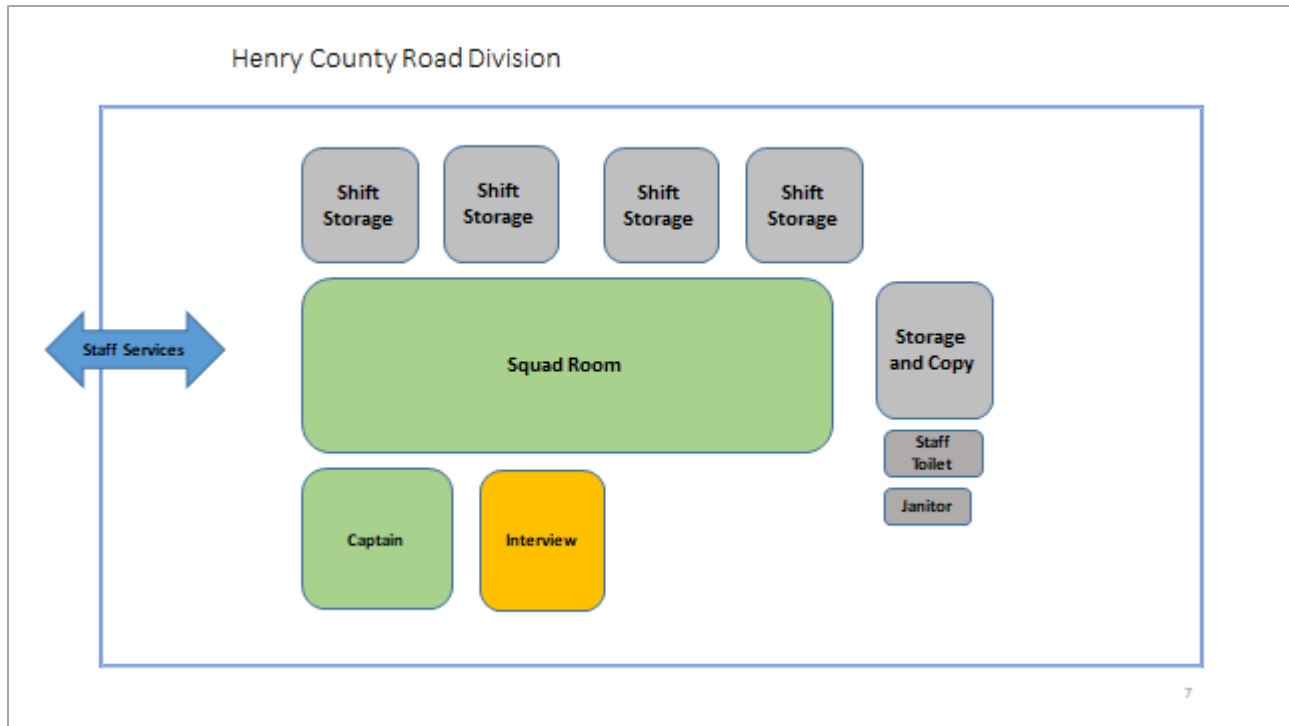 Henry County Road Division
Shift
Storage
Shift
Storage
Shift
Storage
Shift
Storage
Staff Services
Squad Room
Storage
and Copy
Staff
Toilet
Janitor
Captain
Interview
7